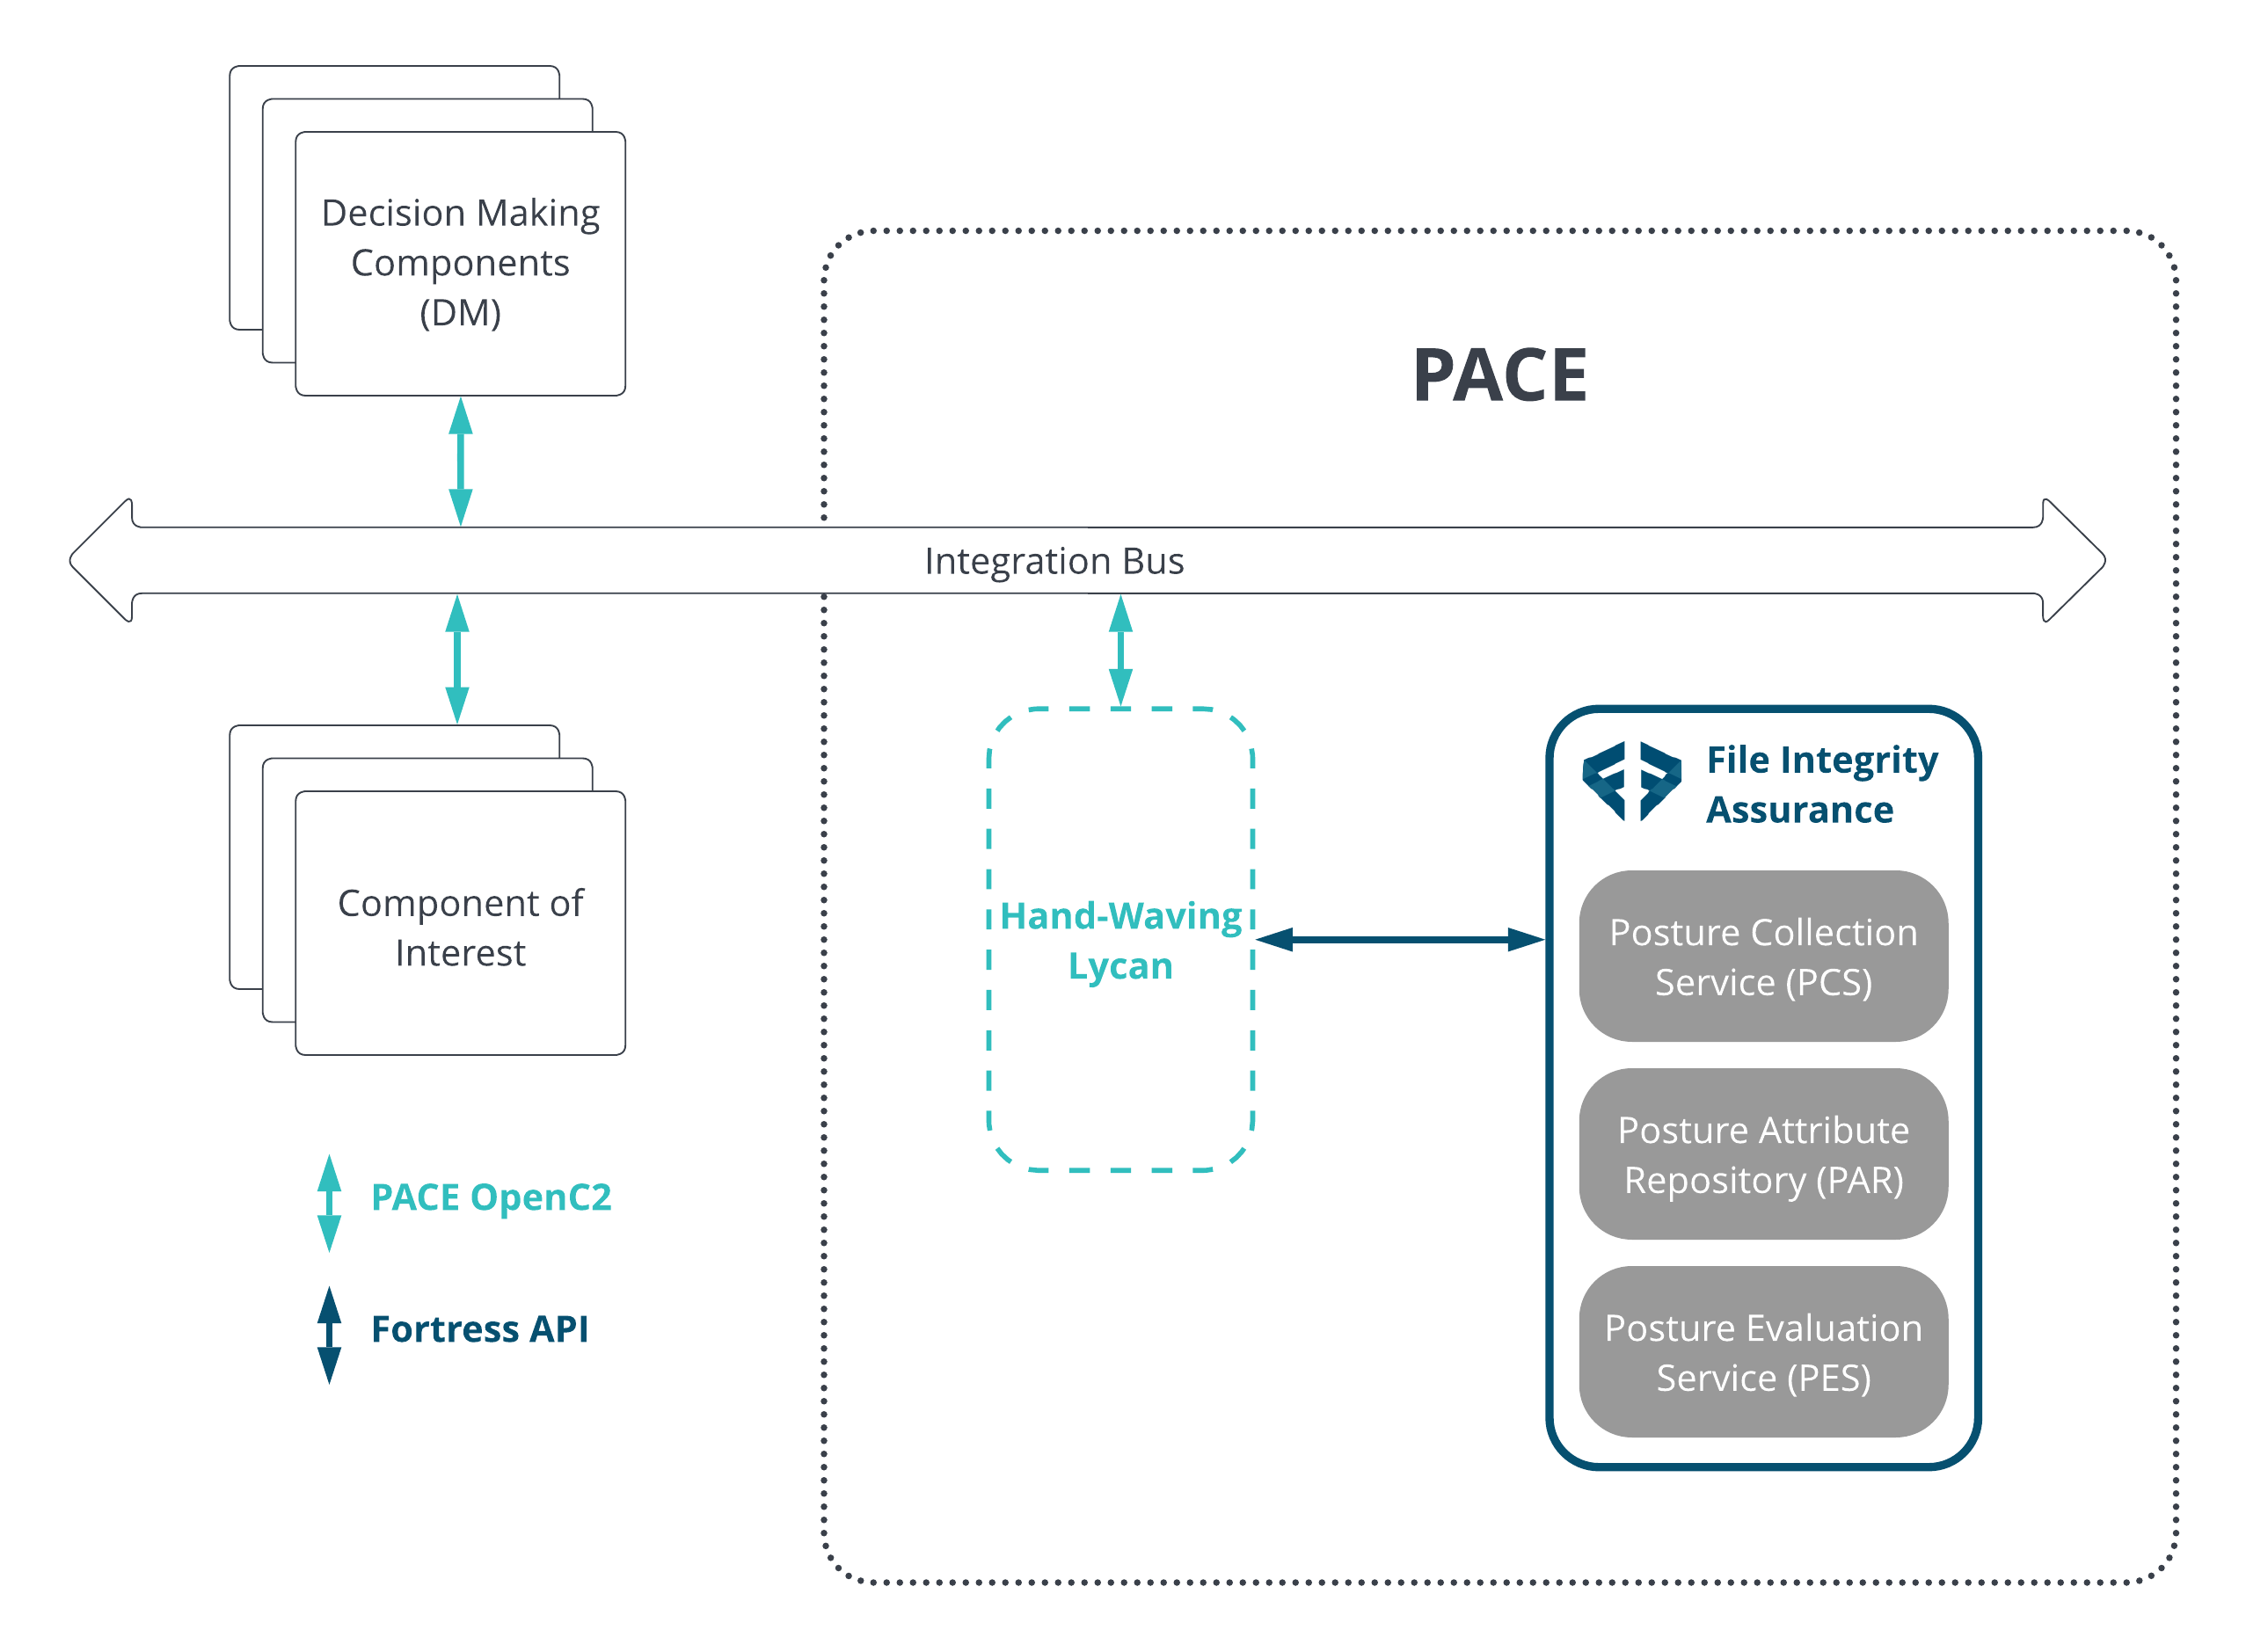 Decision Making
Components
(DM)
PACE
Integration Bus
Component of
Interest
Hand-Waving
Lycan
File Integrity
Assurance
Posture Collection
Service (PCS)
Posture Attribute
Repository (PAR)
Posture Evaluation
Service (PES)
PACE OpenC2
Fortress API